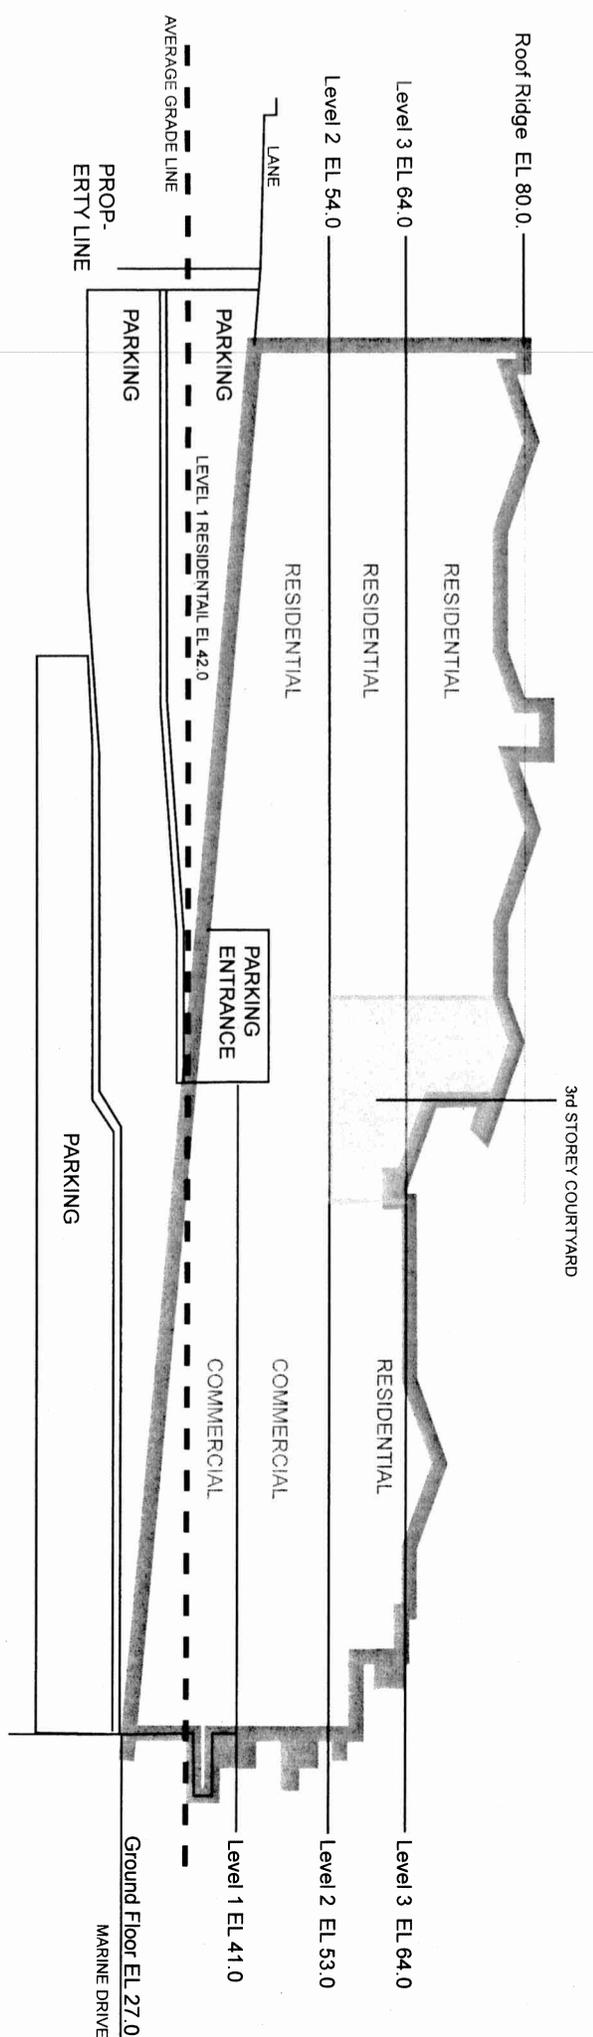 Roof Ridge  EL 80.0.
Level 3  EL 64.0
Level 2  EL 54.0
LANE
AVERAGE GRADE LINE
PROP-
ERTY LINE
PARKING
PARKING
LEVEL 1 RESIDENTAIL EL 42.0
RESIDENTIAL
RESIDENTIAL
RESIDENTIAL
PARKING
ENTRANCE
3rd STOREY COURTYARD
PARKING
RESIDENTIAL
COMMERCIAL
COMMERCIAL
Level 3  EL 64.0
Level 2  EL 53.0
Level 1  EL 41.0
Ground Floor EL 27.0
MARINE DRIVE